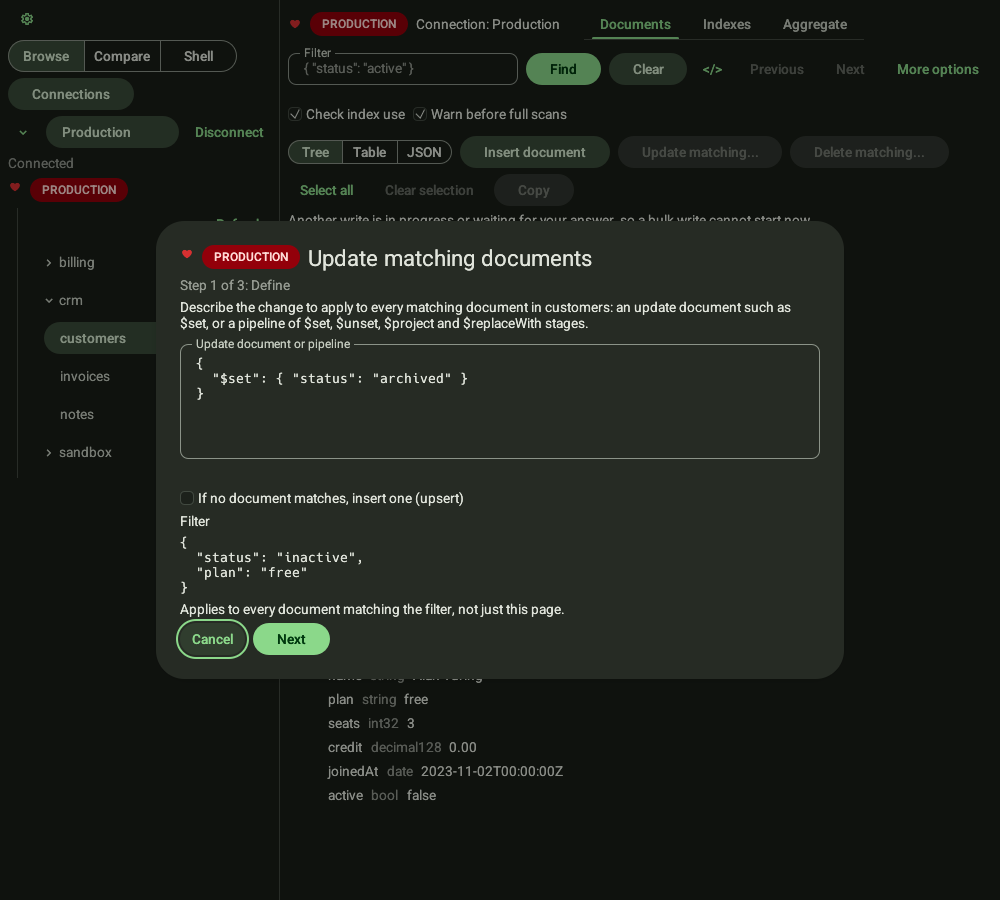 PRODUCTION Connection: Production Documents Indexes Aggregate
Browse Compare Shell
Filter
{ "status": "active" }
Find Clear </> Previous Next More options
Connections
Production Disconnect
Check index use Warn before full scans
Connected
Tree Table JSON Insert document Update matching... Delete matching...
PRODUCTION
Select all Clear selection Copy
Another write is in progress or waiting for your answer, so a bulk write cannot start now.
billing
crm
customers
invoices
notes
sandbox
PRODUCTION Update matching documents
Step 1 of 3: Define
Describe the change to apply to every matching document in customers: an update document such as
$set, or a pipeline of $set, $unset, $project and $replaceWith stages.
Update document or pipeline
{
"$set": { "status": "archived" }
}
If no document matches, insert one (upsert)
Filter
{
"status": "inactive",
"plan": "free"
}
Applies to every document matching the filter, not just this page.
Cancel Next
plan string free
seats int32 3
credit decimal128 0.00
joinedAt date 2023-11-02T00:00:00Z
active bool false